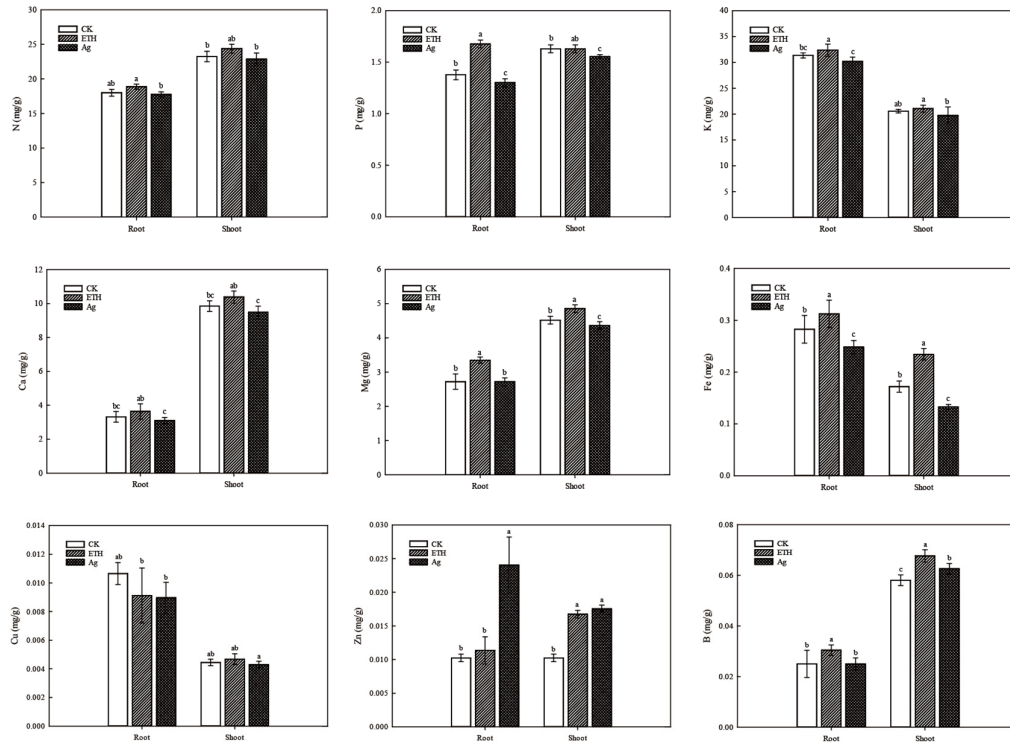 30
25
20
15
10
5
0
N (mg/g)
CK
ETH
Ag
ab
a
b
b
a
b
Root
Shoot
2.0
1.5
1.0
0.5
0.0
P (mg/g)
CK
ETH
Ag
b
a
c
b
b
c
Root
Shoot
40
35
30
25
20
15
10
5
0
K (mg/g)
CK
ETH
Ag
bc
a
c
ab
a
b
Root
Shoot
12
10
8
6
4
2
0
Ca (mg/g)
CK
ETH
Ag
bc
ab
c
bc
ab
c
Root
Shoot
6
5
4
3
2
1
0
Mg (mg/g)
CK
ETH
Ag
b
a
b
b
a
c
Root
Shoot
0.4
0.3
0.2
0.1
0.0
Fe (mg/g)
CK
ETH
Ag
b
a
c
b
a
c
Root
Shoot
0.014
0.012
0.010
0.008
0.006
0.004
0.002
0.000
Cu (mg/g)
CK
ETH
Ag
ab
b
b
ab
ab
a
Root
Shoot
0.030
0.025
0.020
0.015
0.010
0.005
0.000
Zn (mg/g)
CK
ETH
Ag
b
b
a
b
a
a
Root
Shoot
0.08
0.06
0.04
0.02
0.00
B (mg/g)
CK
ETH
Ag
b
a
b
c
a
b
Root
Shoot